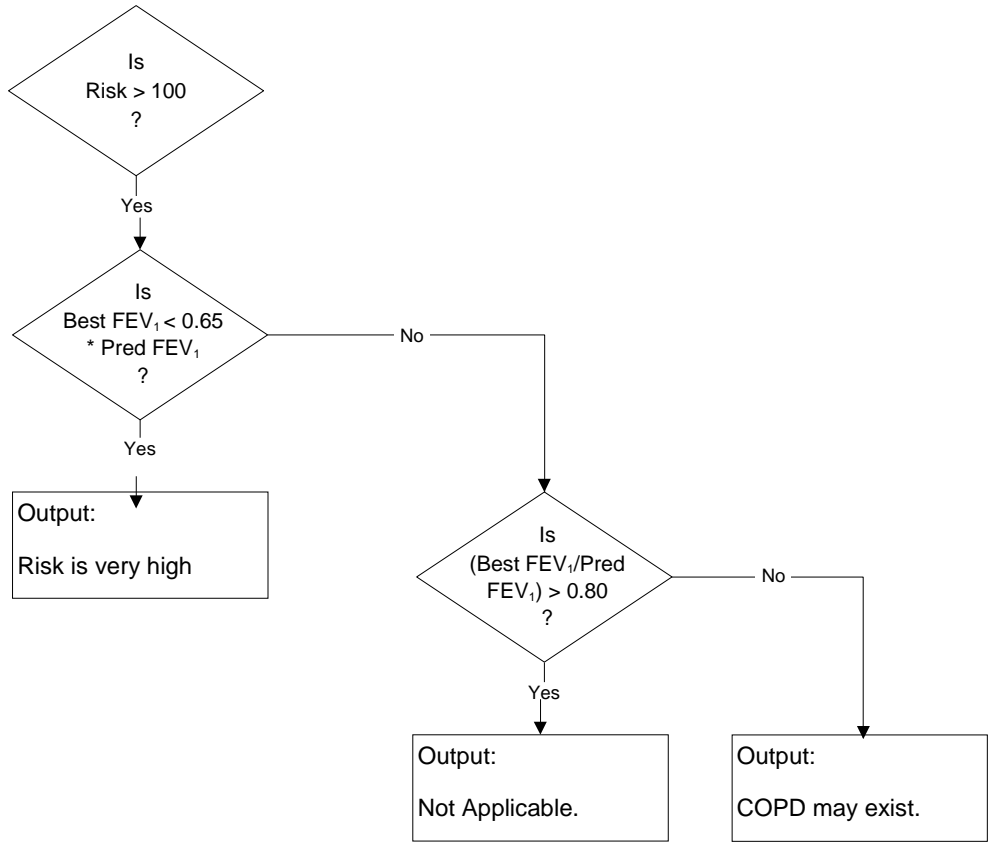 Is
Risk > 100
?
Yes
Is
Best FEV₁ < 0.65
* Pred FEV₁
?
No
Yes
Output:
Risk is very high
Is
(Best FEV₁/Pred
FEV₁) > 0.80
?
No
Yes
Output:
Not Applicable.
Output:
COPD may exist.